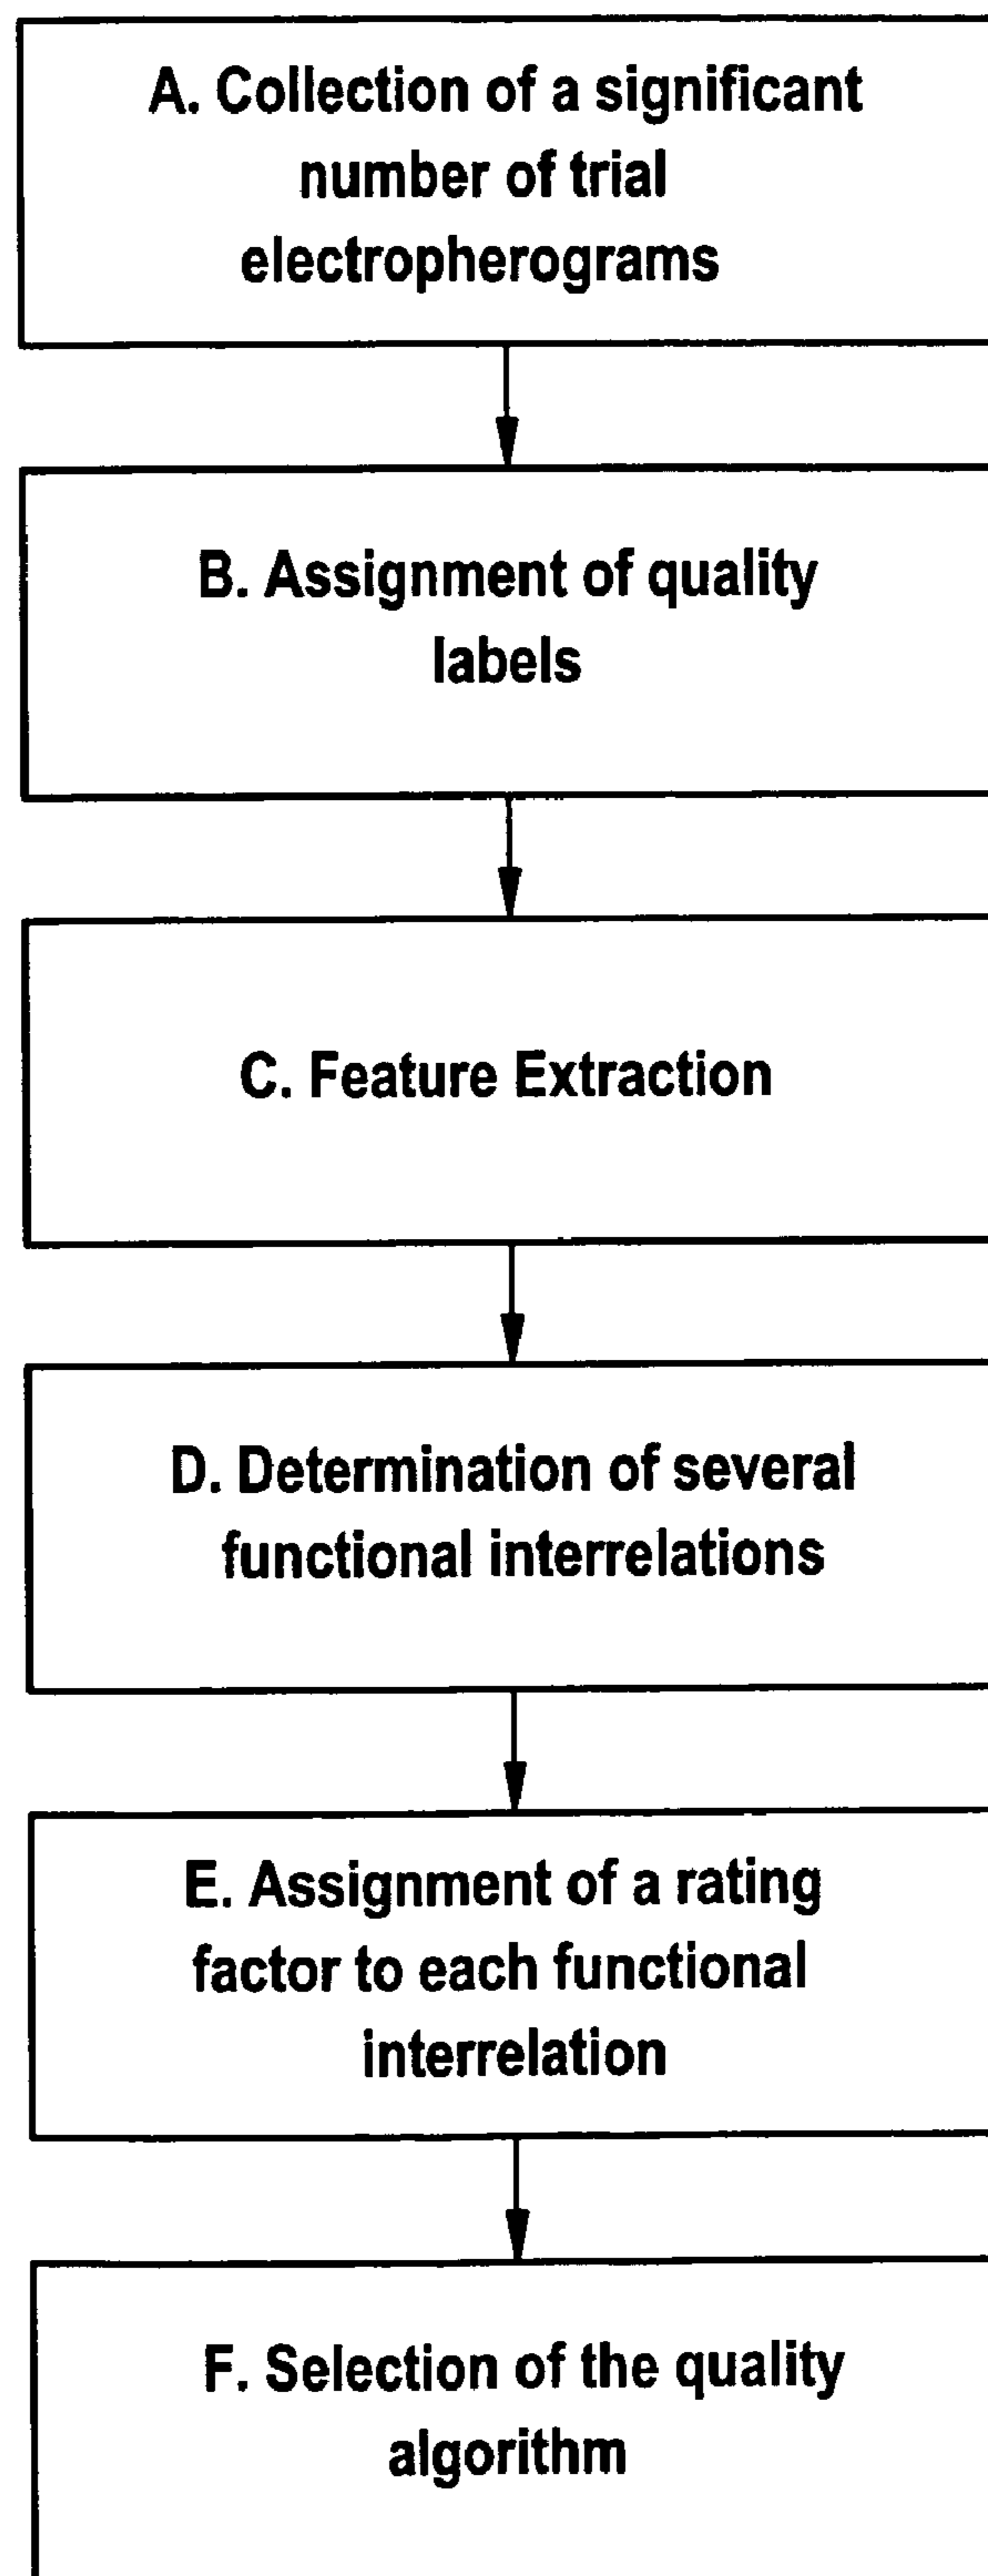 A. Collection of a significant
number of trial
electropherograms
B. Assignment of quality
labels
C. Feature Extraction
D. Determination of several
functional interrelations
E. Assignment of a rating
factor to each functional
interrelation
F. Selection of the quality
algorithm